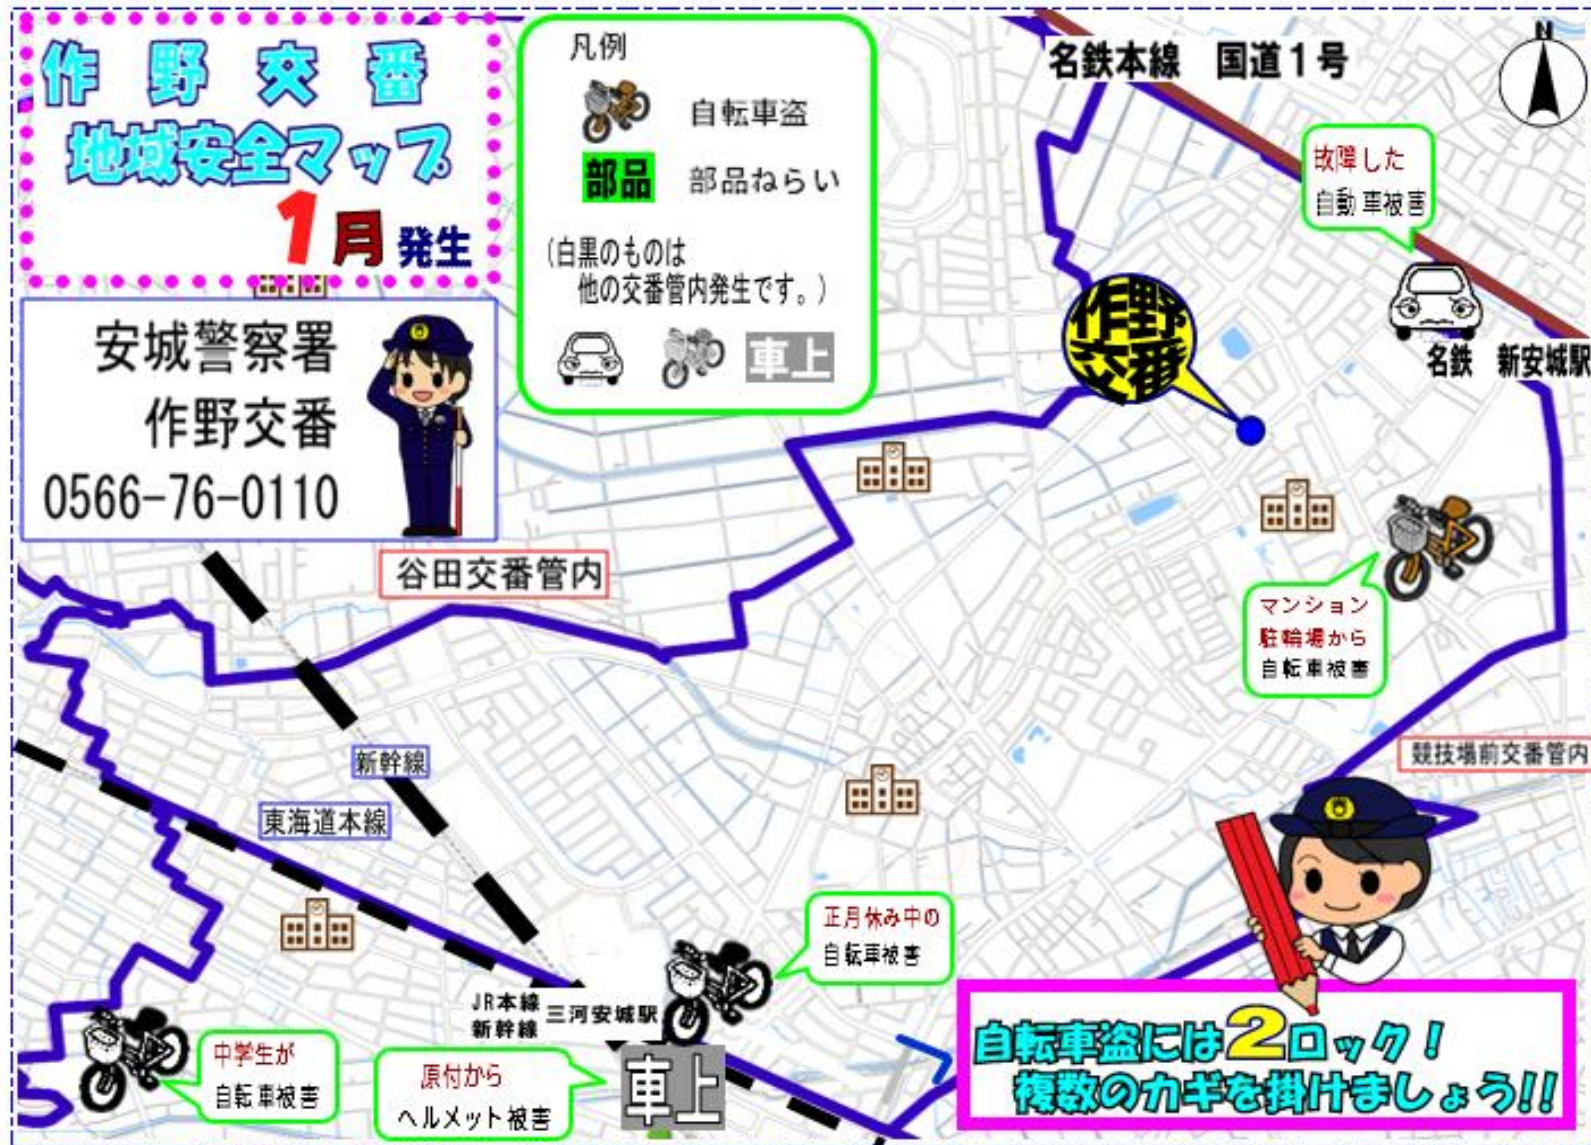 作野交番
地域安全マップ
1月発生
安城警察署
作野交番
0566-76-0110
凡例
自転車盗
部品 部品ねらい
(白黒のものは
他の交番管内発生です。)
車上
名鉄本線 国道1号
N
故障した
自動車被害
名鉄 新安城駅
作野
交番
谷田交番管内
マンション
駐輪場から
自転車被害
競技場前交番管内
新幹線
東海道本線
正月休み中の
自転車被害
JR本線
新幹線
三河安城駅
中学生が
自転車被害
原付から
ヘルメット被害
車上
自転車盗には2ロック!
複数のカギを掛けましょう!!